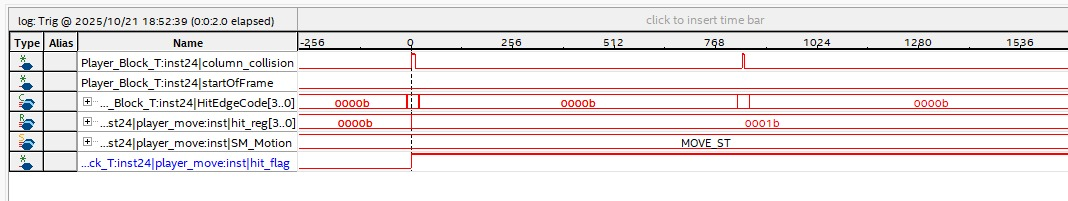 log: Trig @ 2025/10/21 18:52:39 (0:0:2.0 elapsed) click to insert time bar
Type Alias Name -256 0 256 512 768 1024 1280 1536
Player_Block_T:inst24|column_collision
Player_Block_T:inst24|startOfFrame
..._Block_T:inst24|HitEdgeCode[3..0] 0000b 0000b 0000b
...st24|player_move:inst|hit_reg[3..0] 0000b 0001b
...st24|player_move:inst|SM_Motion MOVE_ST
...ck_T:inst24|player_move:inst|hit_flag